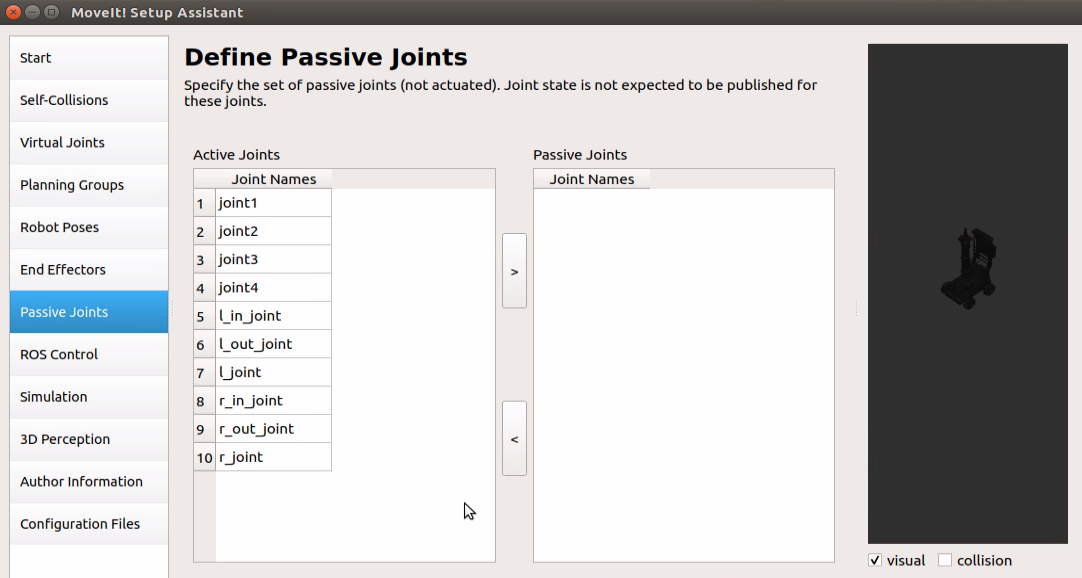 MoveIt! Setup Assistant
Start
Self-Collisions
Virtual Joints
Planning Groups
Robot Poses
End Effectors
Passive Joints
ROS Control
Simulation
3D Perception
Author Information
Configuration Files
Define Passive Joints
Specify the set of passive joints (not actuated). Joint state is not expected to be published for
these joints.
Active Joints
Joint Names
1 joint1
2 joint2
3 joint3
4 joint4
5 l_in_joint
6 l_out_joint
7 l_joint
8 r_in_joint
9 r_out_joint
10 r_joint
>
<
Passive Joints
Joint Names
visual
collision